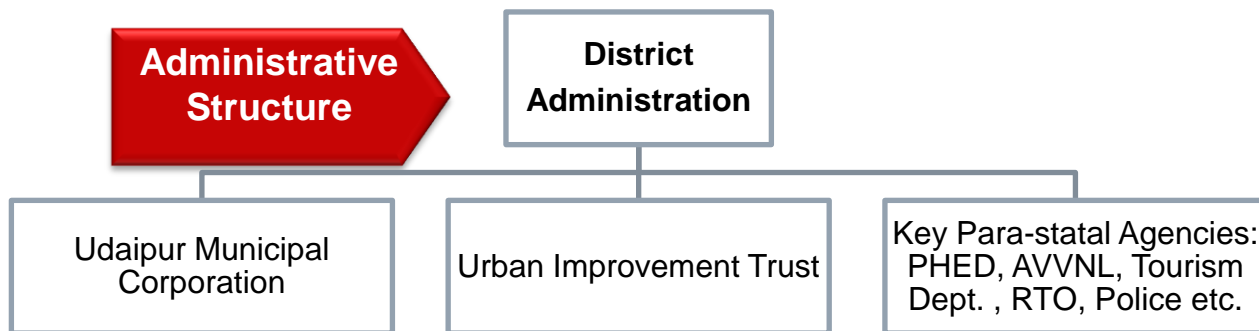 Administrative
Structure
District
Administration
Udaipur Municipal
Corporation
Urban Improvement Trust
Key Para-statal Agencies:
PHED, AVVNL, Tourism
Dept. , RTO, Police etc.